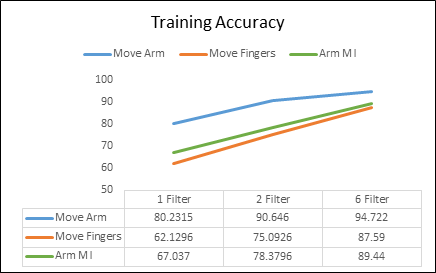 Training Accuracy
Move Arm Move Fingers Arm MI
100
90
80
70
60
50
1 Filter 2 Filter 6 Filter
Move Arm 80.2315 90.646 94.722
Move Fingers 62.1296 75.0926 87.59
Arm MI 67.037 78.3796 89.44